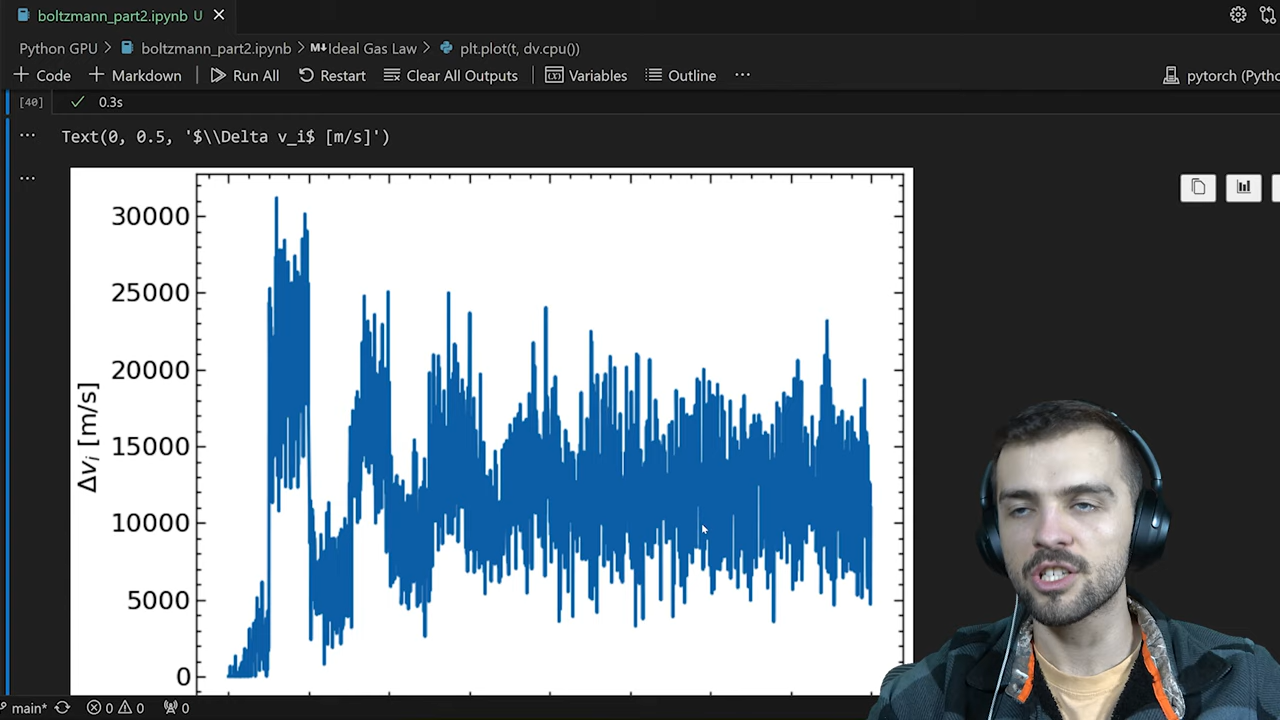 boltzmann_part2.ipynb U
Python GPU > boltzmann_part2.ipynb > M↓Ideal Gas Law > plt.plot(t, dv.cpu())
+ Code + Markdown Run All Restart Clear All Outputs Variables Outline ... pytorch (Pytho
[40] ✓ 0.3s
... Text(0, 0.5, '$\\Delta v_i$ [m/s]')
...
30000
25000
20000
15000
10000
5000
0
Δvᵢ [m/s]
main* 0 0 0